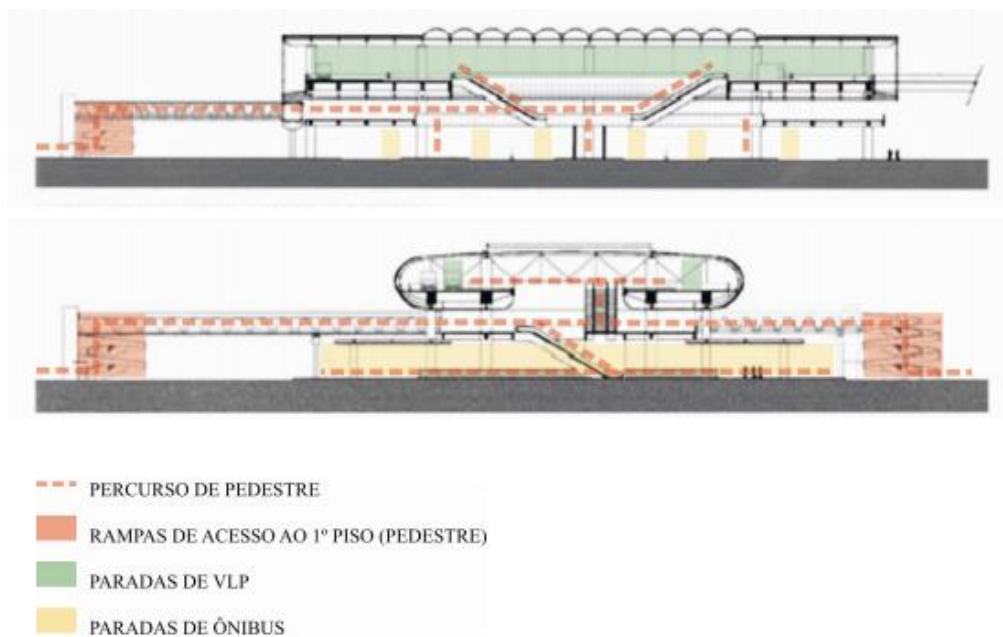 PERCURSO DE PEDESTRE
RAMPAS DE ACESSO AO 1º PISO (PEDESTRE)
PARADAS DE VLP
PARADAS DE ÔNIBUS